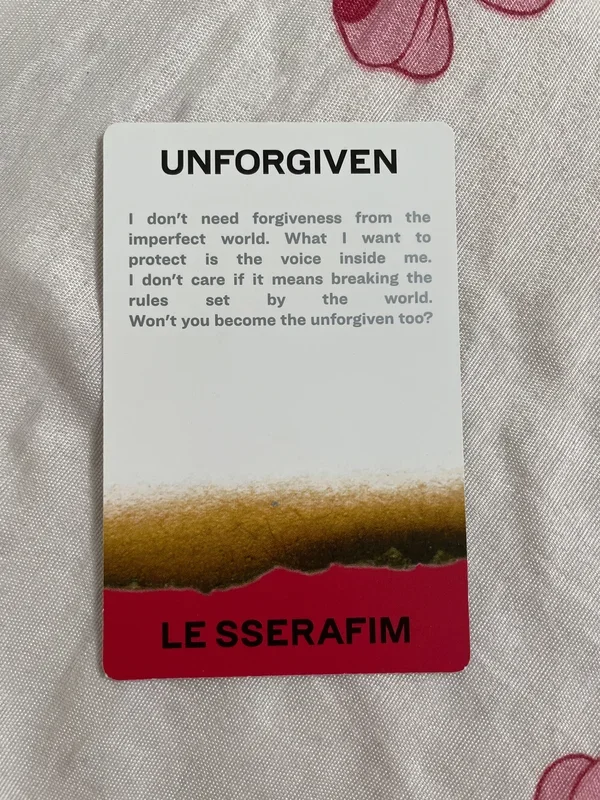 UNFORGIVEN
I don't need forgiveness from the
imperfect world. What I want to
protect is the voice inside me.
I don't care if it means breaking the
rules set by the world.
Won't you become the unforgiven too?
LE SSERAFIM